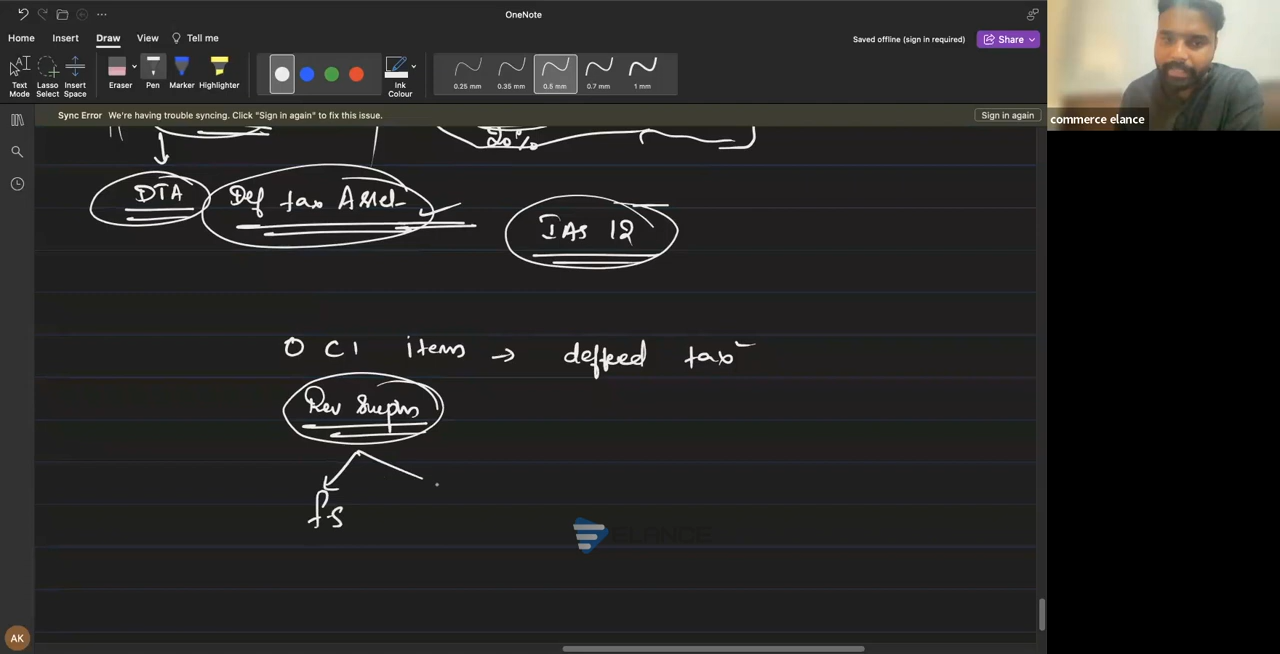 OneNote
Home Insert Draw View Tell me
Saved offline (sign in required) Share
Text Mode Lasso Select Insert Space Eraser Pen Marker Highlighter Ink Colour 0.25 mm 0.35 mm 0.5 mm 0.7 mm 1 mm
commerce elance
Sync Error We're having trouble syncing. Click “Sign in again” to fix this issue. Sign in again
20%
DTA Def tax Asset
IAS 12
OCI items → deffeed tax
Rev Surplus
fs
ELANCE
AK